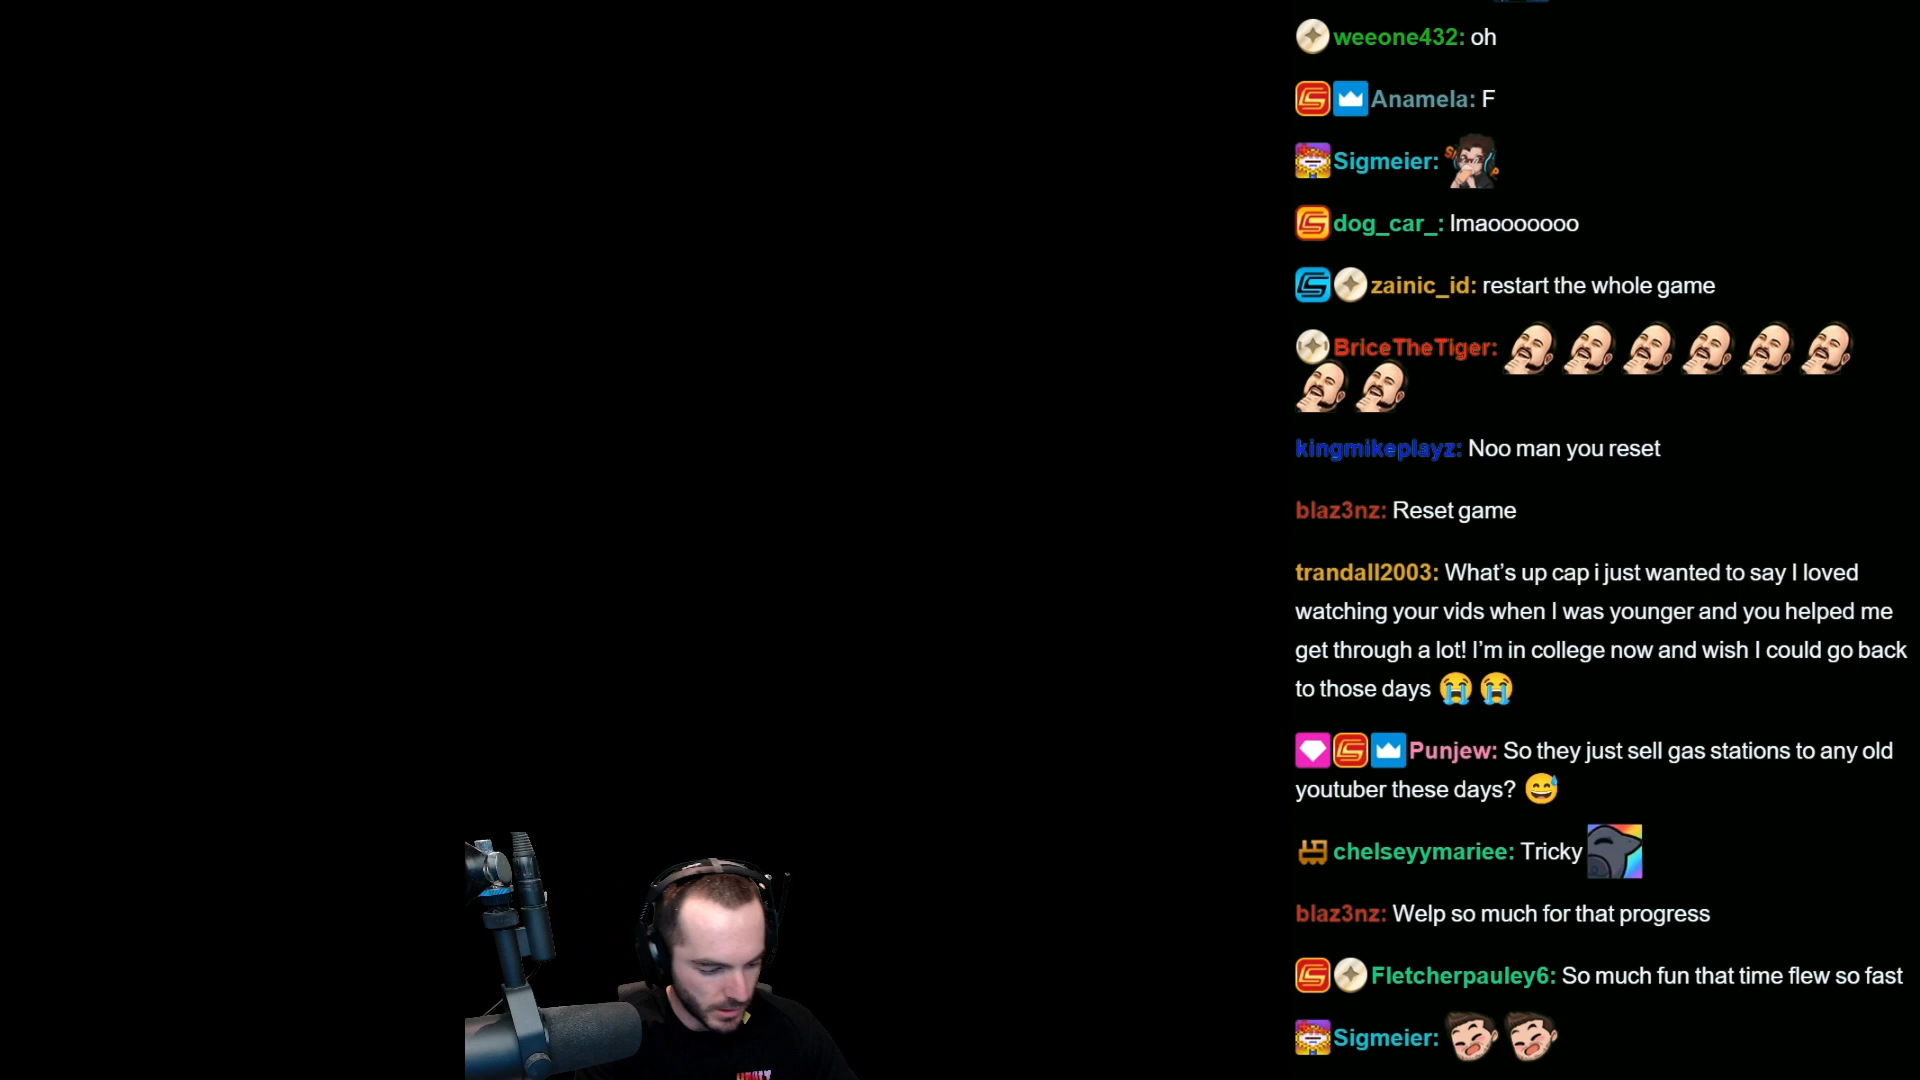 weeone432: oh
Anamela: F
Sigmeier:
dog_car_: lmaooooooo
zainic_id: restart the whole game
BriceTheTiger:
kingmikeplayz: Noo man you reset
blaz3nz: Reset game
trandall2003: What's up cap i just wanted to say I loved
watching your vids when I was younger and you helped me
get through a lot! I'm in college now and wish I could go back
to those days 😭 😭
Punjew: So they just sell gas stations to any old
youtuber these days? 😅
chelseyymariee: Tricky
blaz3nz: Welp so much for that progress
Fletcherpauley6: So much fun that time flew so fast
Sigmeier: